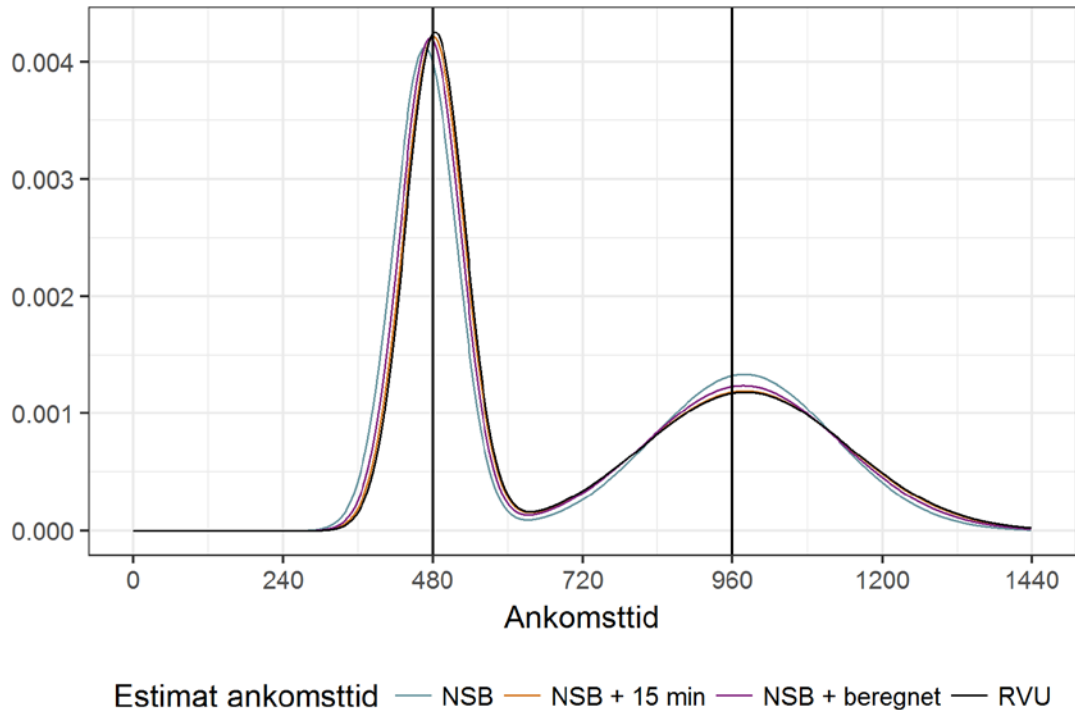 0.004
0.003
0.002
0.001
0.000
0 240 480 720 960 1200 1440
Ankomsttid
Estimat ankomsttid NSB NSB + 15 min NSB + beregnet RVU